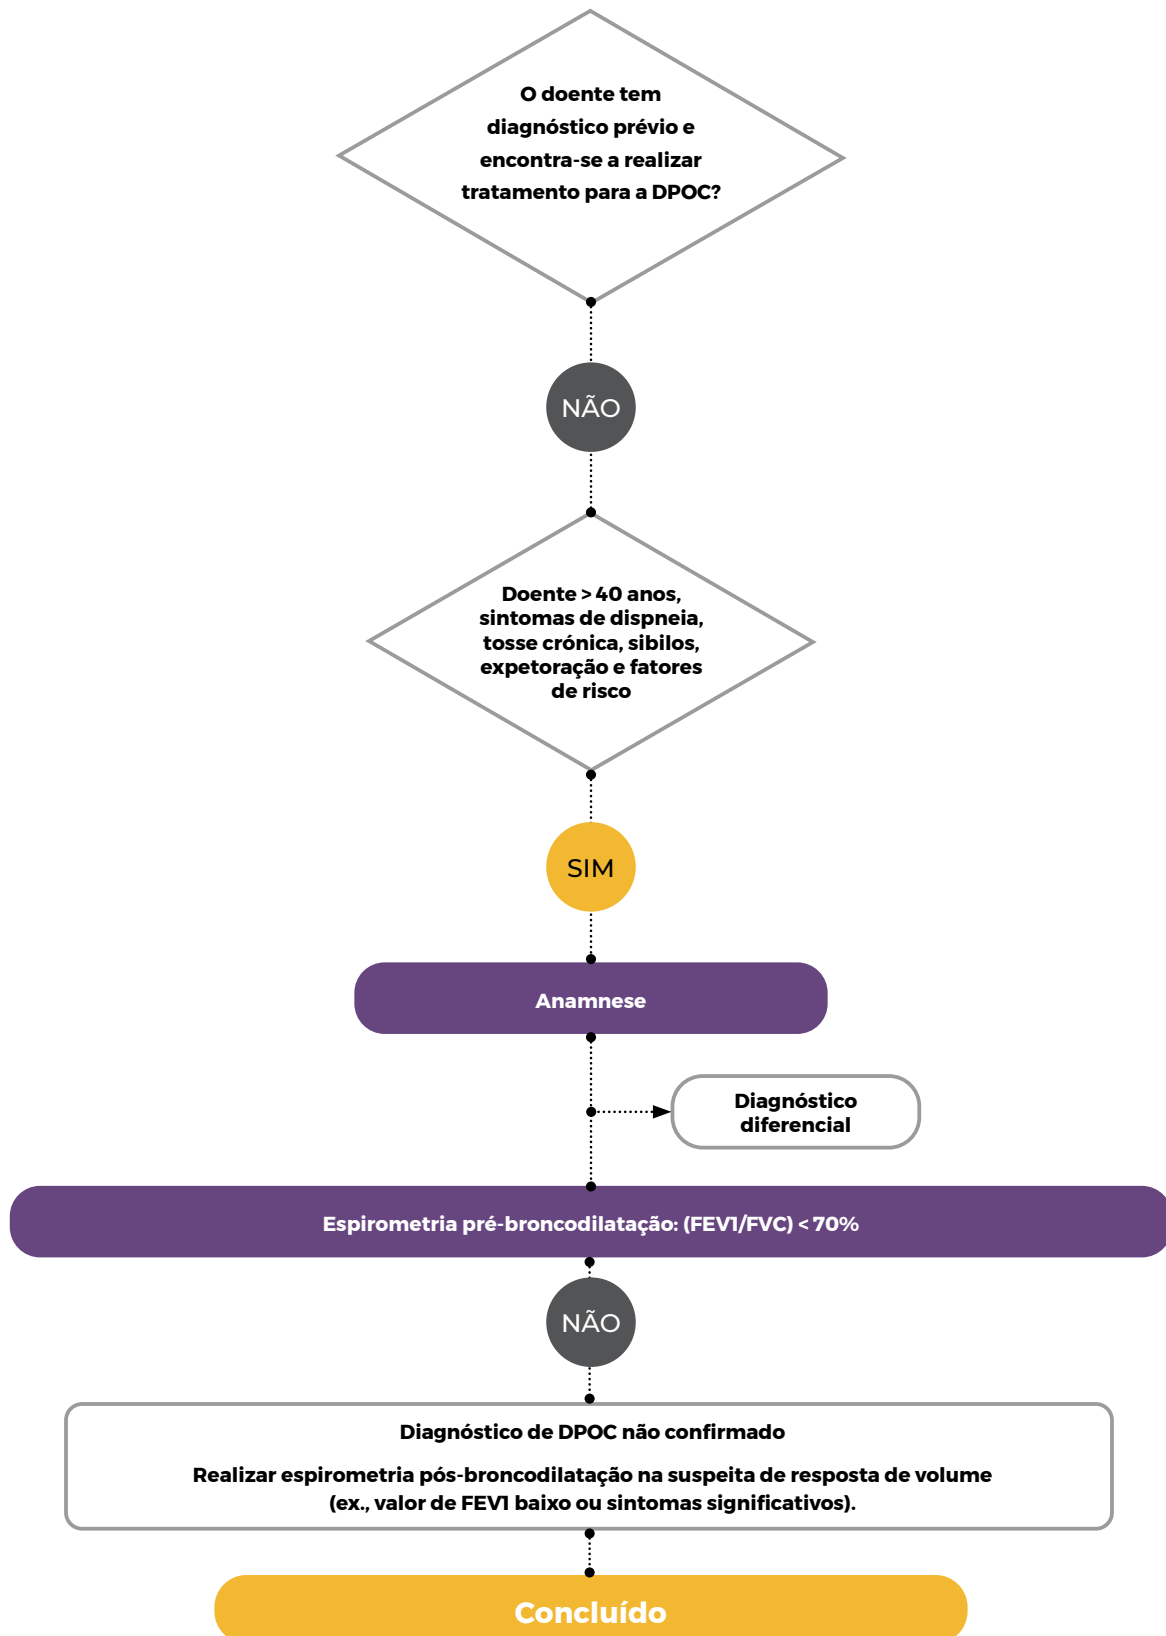 O doente tem
diagnóstico prévio e
encontra-se a realizar
tratamento para a DPOC?
NÃO
Doente > 40 anos,
sintomas de dispneia,
tosse crónica, sibilos,
expetoração e fatores
de risco
SIM
Anamnese
Diagnóstico
diferencial
Espirometria pré-broncodilatação: (FEV1/FVC) < 70%
NÃO
Diagnóstico de DPOC não confirmado
Realizar espirometria pós-broncodilatação na suspeita de resposta de volume
(ex., valor de FEV1 baixo ou sintomas significativos).
Concluído